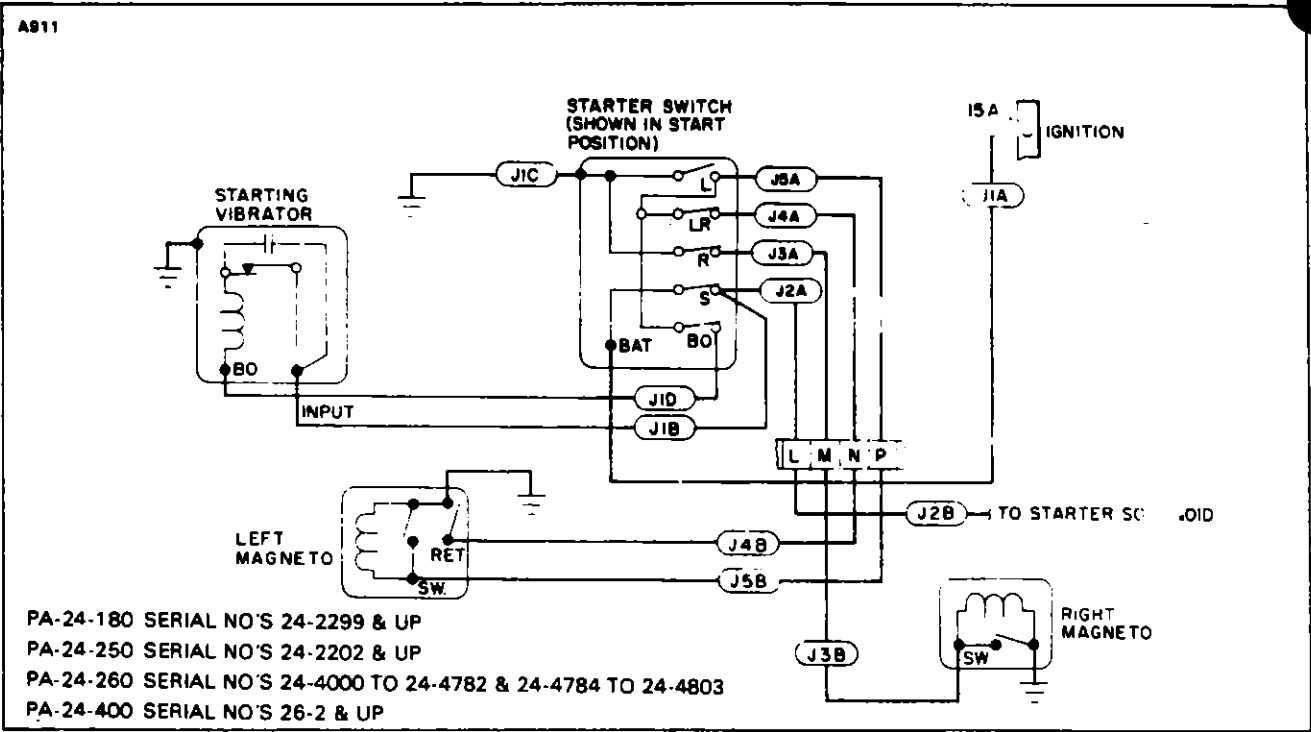 A911
STARTER SWITCH
(SHOWN IN START
POSITION)
15A
IGNITION
J1C
L
J5A
J1A
STARTING
VIBRATOR
LR
J4A
R
J3A
S
J2A
BAT
BO
BO
J1D
INPUT
J1B
L M N P
J2B
TO STARTER
LEFT
MAGNETO
RET
J4B
SW.
J5B
RIGHT
MAGNETO
SW
J3B
PA-24-180 SERIAL NO'S 24-2299 & UP
PA-24-250 SERIAL NO'S 24-2202 & UP
PA-24-260 SERIAL NO'S 24-4000 TO 24-4782 & 24-4784 TO 24-4803
PA-24-400 SERIAL NO'S 26-2 & UP